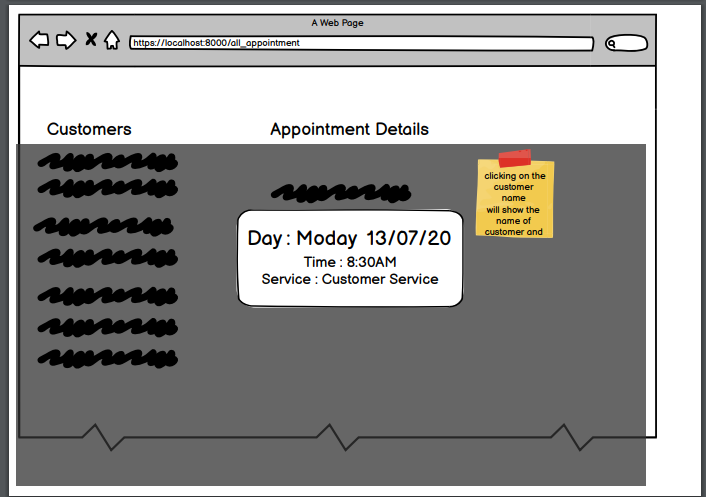 A Web Page
https://localhost:8000/all_appointment
Customers
Appointment Details
clicking on the
customer
name
will show the
name of
customer and
Day : Moday 13/07/20
Time : 8:30AM
Service : Customer Service